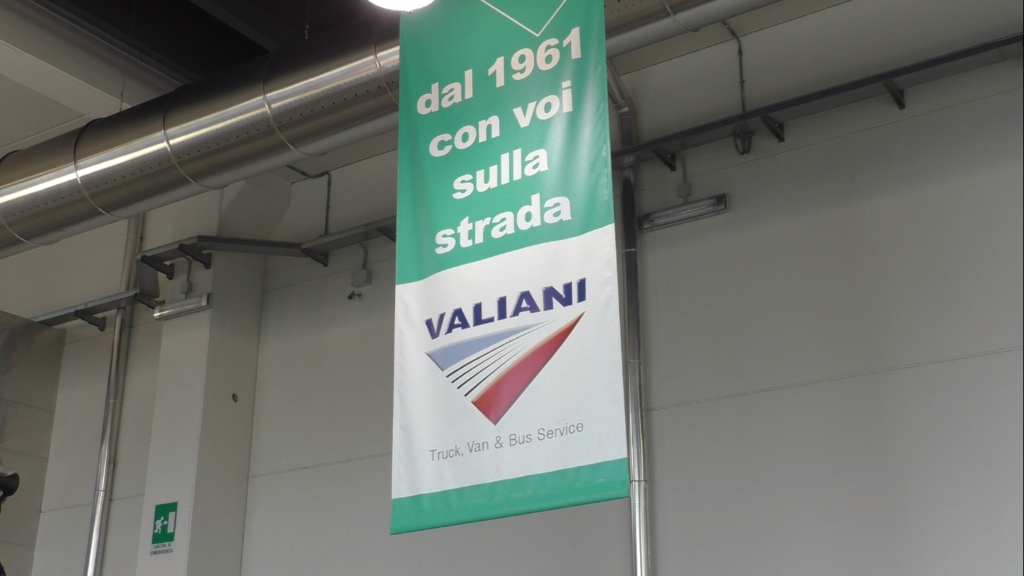 dal 1961
con voi
sulla
strada
VALIANI
Truck, Van & Bus Service